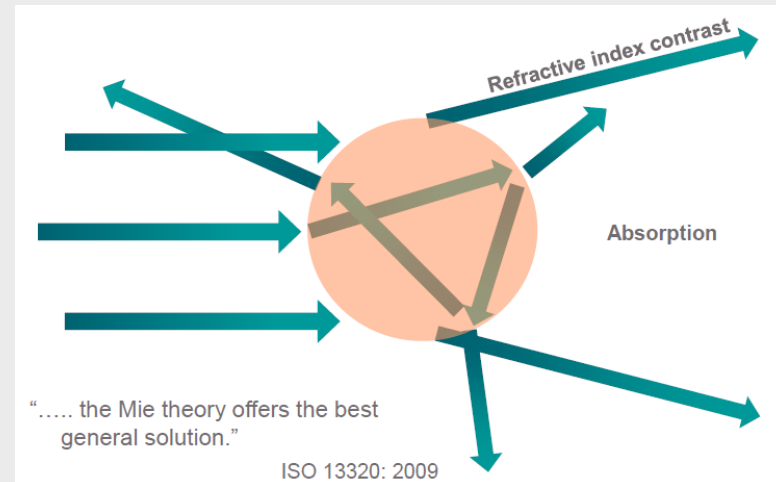 Refractive index contrast
Absorption
“..... the Mie theory offers the best
general solution.”
ISO 13320: 2009